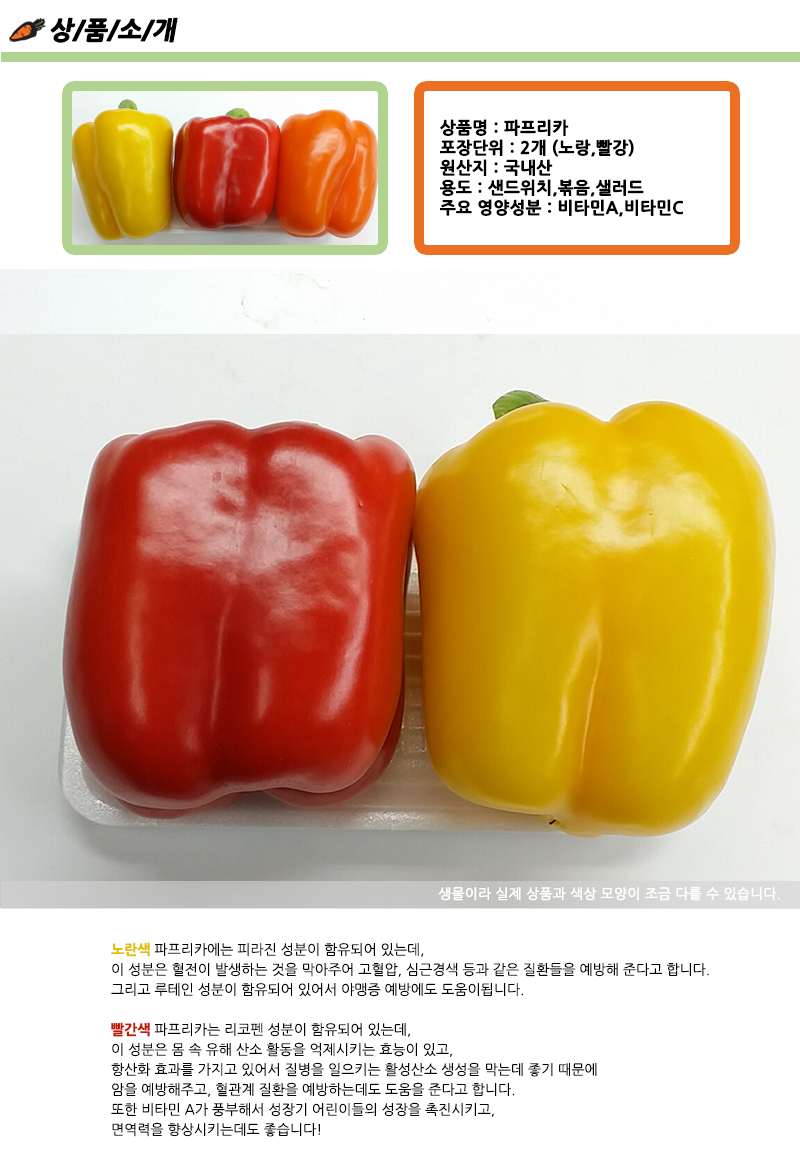 상/품/소/개
상품명 : 파프리카
포장단위 : 2개 (노랑,빨강)
원산지 : 국내산
용도 : 샌드위치,볶음,샐러드
주요 영양성분 : 비타민A,비타민C
생물이라 실제 상품과 색상 모양이 조금 다를 수 있습니다.
노란색 파프리카에는 피라진 성분이 함유되어 있는데,
이 성분은 혈전이 발생하는 것을 막아주어 고혈압, 심근경색 등과 같은 질환들을 예방해 준다고 합니다.
그리고 루테인 성분이 함유되어 있어서 야맹증 예방에도 도움이됩니다.
빨간색 파프리카는 리코펜 성분이 함유되어 있는데,
이 성분은 몸 속 유해 산소 활동을 억제시키는 효능이 있고,
항산화 효과를 가지고 있어서 질병을 일으키는 활성산소 생성을 막는데 좋기 때문에
암을 예방해주고, 혈관계 질환을 예방하는데도 도움을 준다고 합니다.
또한 비타민 A가 풍부해서 성장기 어린이들의 성장을 촉진시키고,
면역력을 향상시키는데도 좋습니다!